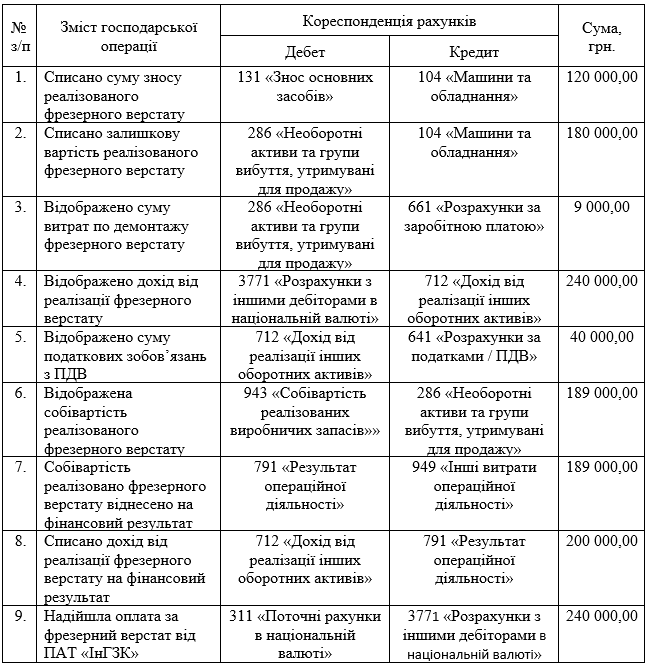 № з/п
Зміст господарської операції
Кореспонденція рахунків
Сума, грн.
Дебет
Кредит
1.
Списано суму зносу
реалізованого
фрезерного верстату
131 «Знос основних
засобів»
104 «Машини та
обладнання»
120 000,00
2.
Списано залишкову
вартість реалізованого
фрезерного верстату
286 «Необоротні
активи та групи
вибуття, утримувані
для продажу»
104 «Машини та
обладнання»
180 000,00
3.
Відображено суму
витрат по демонтажу
фрезерного верстату
286 «Необоротні
активи та групи
вибуття, утримувані
для продажу»
661 «Розрахунки за
заробітною платою»
9 000,00
4.
Відображено дохід від
реалізації фрезерного
верстату
3771 «Розрахунки з
іншими дебіторами в
національній валюті»
712 «Дохід від
реалізації інших
оборотних активів»
240 000,00
5.
Відображено суму
податкових зобов’язань
з ПДВ
712 «Дохід від
реалізації інших
оборотних активів»
641 «Розрахунки за
податками / ПДВ»
40 000,00
6.
Відображена
собівартість
реалізованого
фрезерного верстату
943 «Собівартість
реалізованих
виробничих запасів»»
286 «Необоротні
активи та групи
вибуття, утримувані
для продажу»
189 000,00
7.
Собівартість
реалізовано фрезерного
верстату віднесено на
фінансовий результат
791 «Результат
операційної
діяльності»
949 «Інші витрати
операційної
діяльності»
189 000,00
8.
Списано дохід від
реалізації фрезерного
верстату на фінансовий
результат
712 «Дохід від
реалізації інших
оборотних активів»
791 «Результат
операційної
діяльності»
200 000,00
9.
Надійшла оплата за
фрезерний верстат від
ПАТ «ІнГЗК»
311 «Поточні рахунки
в національній
валюті»
3771 «Розрахунки з
іншими дебіторами в
національній валюті»
240 000,00